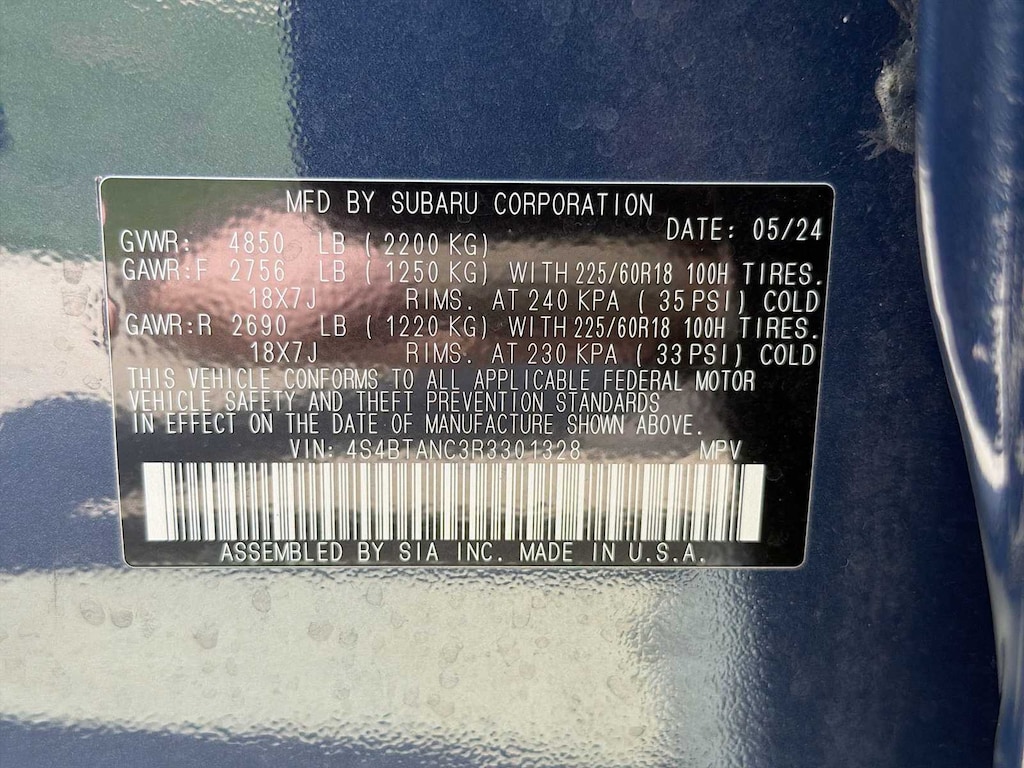 MFD BY SUBARU CORPORATION
DATE: 05/24
GVWR: 4850 LB (2200 KG)
GAWR:F 2756 LB (1250 KG) WITH 225/60R18 100H TIRES.
18X7J RIMS. AT 240 KPA (35 PSI) COLD
GAWR:R 2690 LB (1220 KG) WITH 225/60R18 100H TIRES.
18X7J RIMS. AT 230 KPA (33 PSI) COLD
THIS VEHICLE CONFORMS TO ALL APPLICABLE FEDERAL MOTOR
VEHICLE SAFETY AND THEFT PREVENTION STANDARDS
IN EFFECT ON THE DATE OF MANUFACTURE SHOWN ABOVE.
VIN: 4S4BTANC3R3301328 MPV
ASSEMBLED BY SIA INC. MADE IN U.S.A.